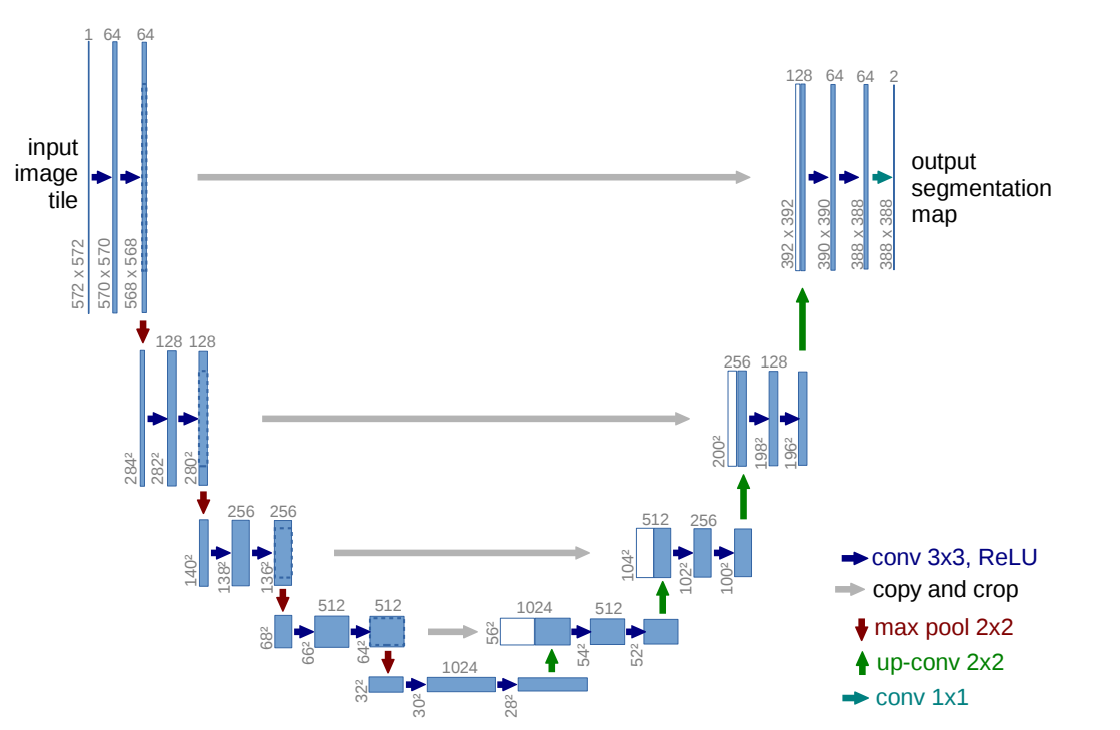 1 64 64
input
image
tile
572 x 572
570 x 570
568 x 568
128 64 64 2
output
segmentation
map
392 x 392
390 x 390
388 x 388
388 x 388
128 128
284²
282²
280²
256 128
200²
198²
196²
256 256
140²
138²
136²
512 256
104²
102²
100²
512 512
68²
66²
64²
1024 512
56²
54²
52²
1024
32²
30²
28²
conv 3x3, ReLU
copy and crop
max pool 2x2
up-conv 2x2
conv 1x1